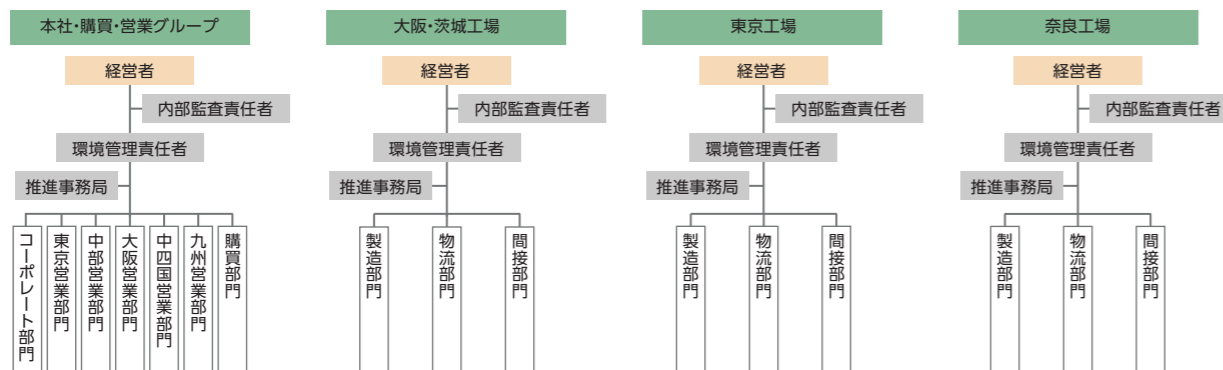 本社・購買・営業グループ
経営者
内部監査責任者
環境管理責任者
推進事務局
コーポレート部門
東京営業部門
中部営業部門
大阪営業部門
中四国営業部門
九州営業部門
購買部門
大阪・茨城工場
経営者
内部監査責任者
環境管理責任者
推進事務局
製造部門
物流部門
間接部門
東京工場
経営者
内部監査責任者
環境管理責任者
推進事務局
製造部門
物流部門
間接部門
奈良工場
経営者
内部監査責任者
環境管理責任者
推進事務局
製造部門
物流部門
間接部門